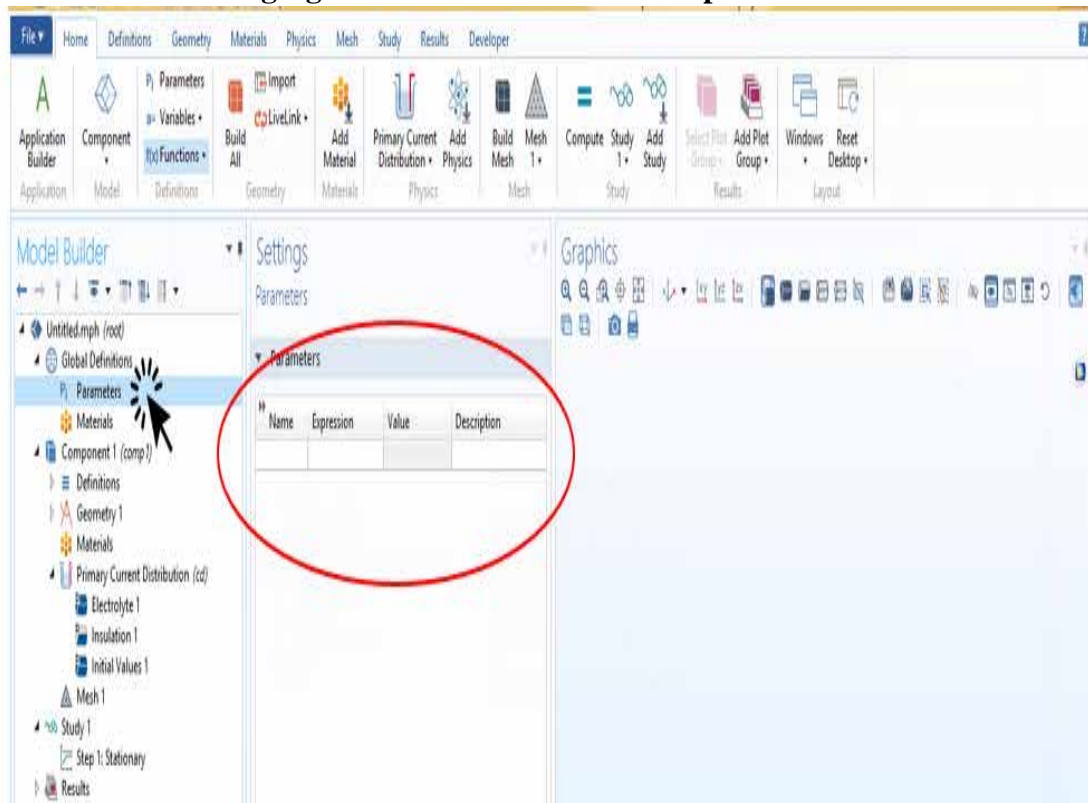 File ▾ Home Definitions Geometry Materials Physics Mesh Study Results Developer
Application Builder
Component
Pi Parameters
a= Variables
f(x) Functions
Build All
Import
LiveLink
Add Material
Primary Current Distribution
Add Physics
Build Mesh
Mesh 1
Compute
Study 1
Add Study
Select Plot Group
Add Plot Group
Windows
Reset Desktop
Application Model Definitions Geometry Materials Physics Mesh Study Results Layout
Model Builder
Untitled.mph (root)
Global Definitions
Pi Parameters
Materials
Component 1 (comp1)
Definitions
Geometry 1
Materials
Primary Current Distribution (cd)
Electrolyte 1
Insulation 1
Initial Values 1
Mesh 1
Study 1
Step 1: Stationary
Results
Settings
Parameters
Parameters
Name Expression Value Description
Graphics